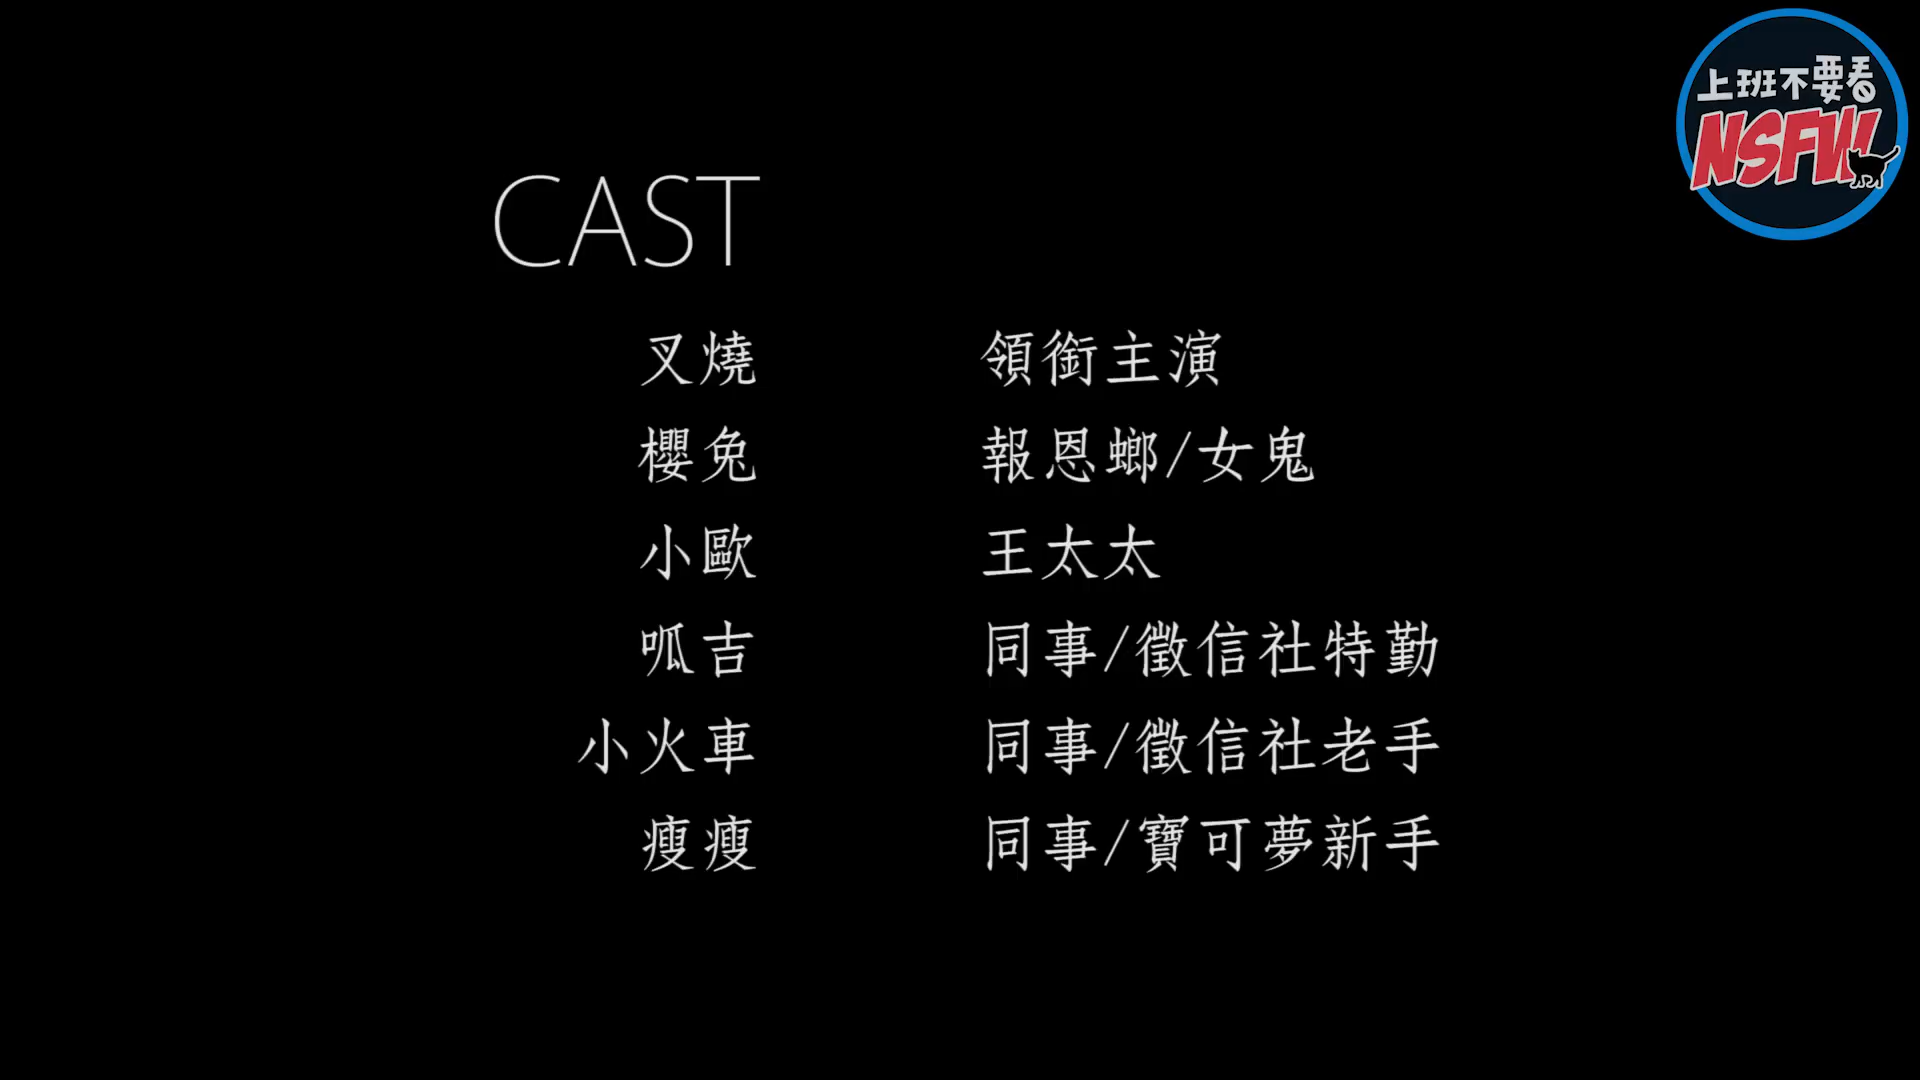 上班不要看
NSFW
CAST
叉燒 領銜主演
櫻兔 報恩螂/女鬼
小歐 王太太
呱吉 同事/徵信社特勤
小火車 同事/徵信社老手
瘦瘦 同事/寶可夢新手